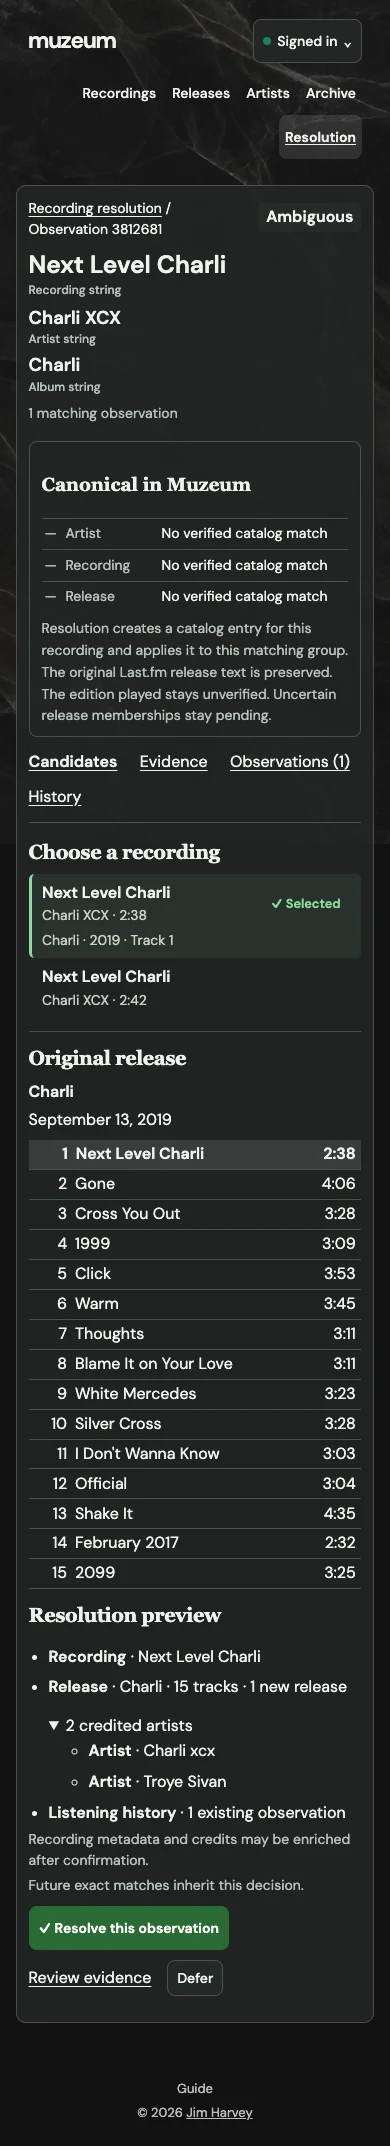 muzeum
Signed in
Recordings Releases Artists Archive
Resolution
Recording resolution /
Observation 3812681
Ambiguous
Next Level Charli
Recording string
Charli XCX
Artist string
Charli
Album string
1 matching observation
Canonical in Muzeum
— Artist No verified catalog match
— Recording No verified catalog match
— Release No verified catalog match
Resolution creates a catalog entry for this
recording and applies it to this matching group.
The original Last.fm release text is preserved.
The edition played stays unverified. Uncertain
release memberships stay pending.
Candidates Evidence Observations (1)
History
Choose a recording
Next Level Charli
Charli XCX · 2:38
✓ Selected
Charli · 2019 · Track 1
Next Level Charli
Charli XCX · 2:42
Original release
Charli
September 13, 2019
1 Next Level Charli 2:38
2 Gone 4:06
3 Cross You Out 3:28
4 1999 3:09
5 Click 3:53
6 Warm 3:45
7 Thoughts 3:11
8 Blame It on Your Love 3:11
9 White Mercedes 3:23
10 Silver Cross 3:28
11 I Don't Wanna Know 3:03
12 Official 3:04
13 Shake It 4:35
14 February 2017 2:32
15 2099 3:25
Resolution preview
• Recording · Next Level Charli
• Release · Charli · 15 tracks · 1 new release
▼ 2 credited artists
◦ Artist · Charli xcx
◦ Artist · Troye Sivan
• Listening history · 1 existing observation
Recording metadata and credits may be enriched
after confirmation.
Future exact matches inherit this decision.
✓ Resolve this observation
Review evidence Defer
Guide
© 2026 Jim Harvey